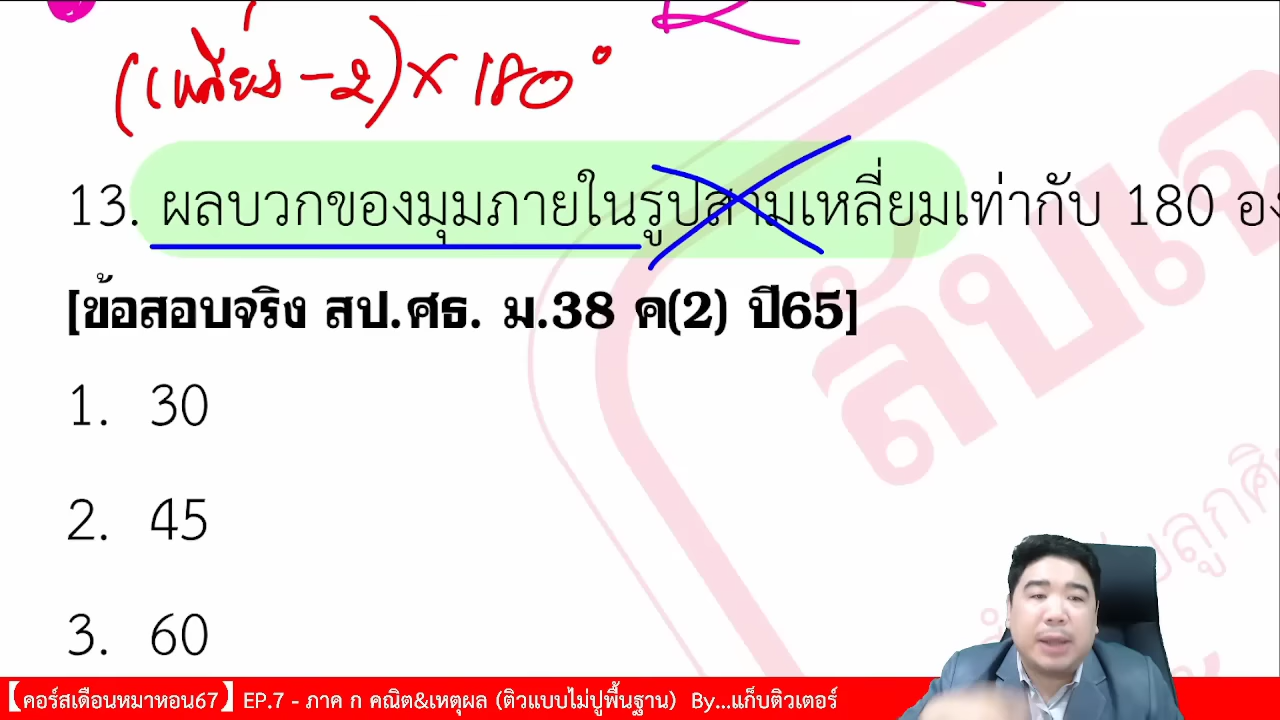 (เหลี่ยม - 2) × 180°
13. ผลบวกของมุมภายในรูปสามเหลี่ยมเท่ากับ 180 อง
[ข้อสอบจริง สป.ศธ. ม.38 ค(2) ปี65]
1. 30
2. 45
3. 60
【คอร์สเดือนหมาหอน67】 EP.7 - ภาค ก คณิต&เหตุผล (ติวแบบไม่ปูพื้นฐาน) By...แก็บติวเตอร์